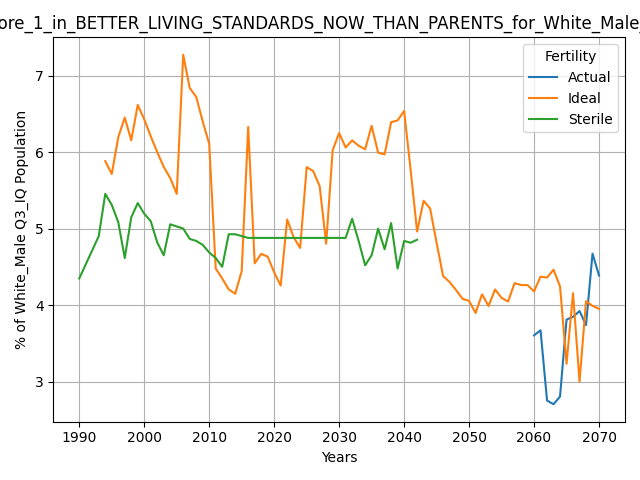 ore_1_in_BETTER_LIVING_STANDARDS_NOW_THAN_PARENTS_for_White_Male_
Fertility
Actual
Ideal
Sterile
% of White_Male Q3_IQ Population
7
6
5
4
3
1990 2000 2010 2020 2030 2040 2050 2060 2070
Years